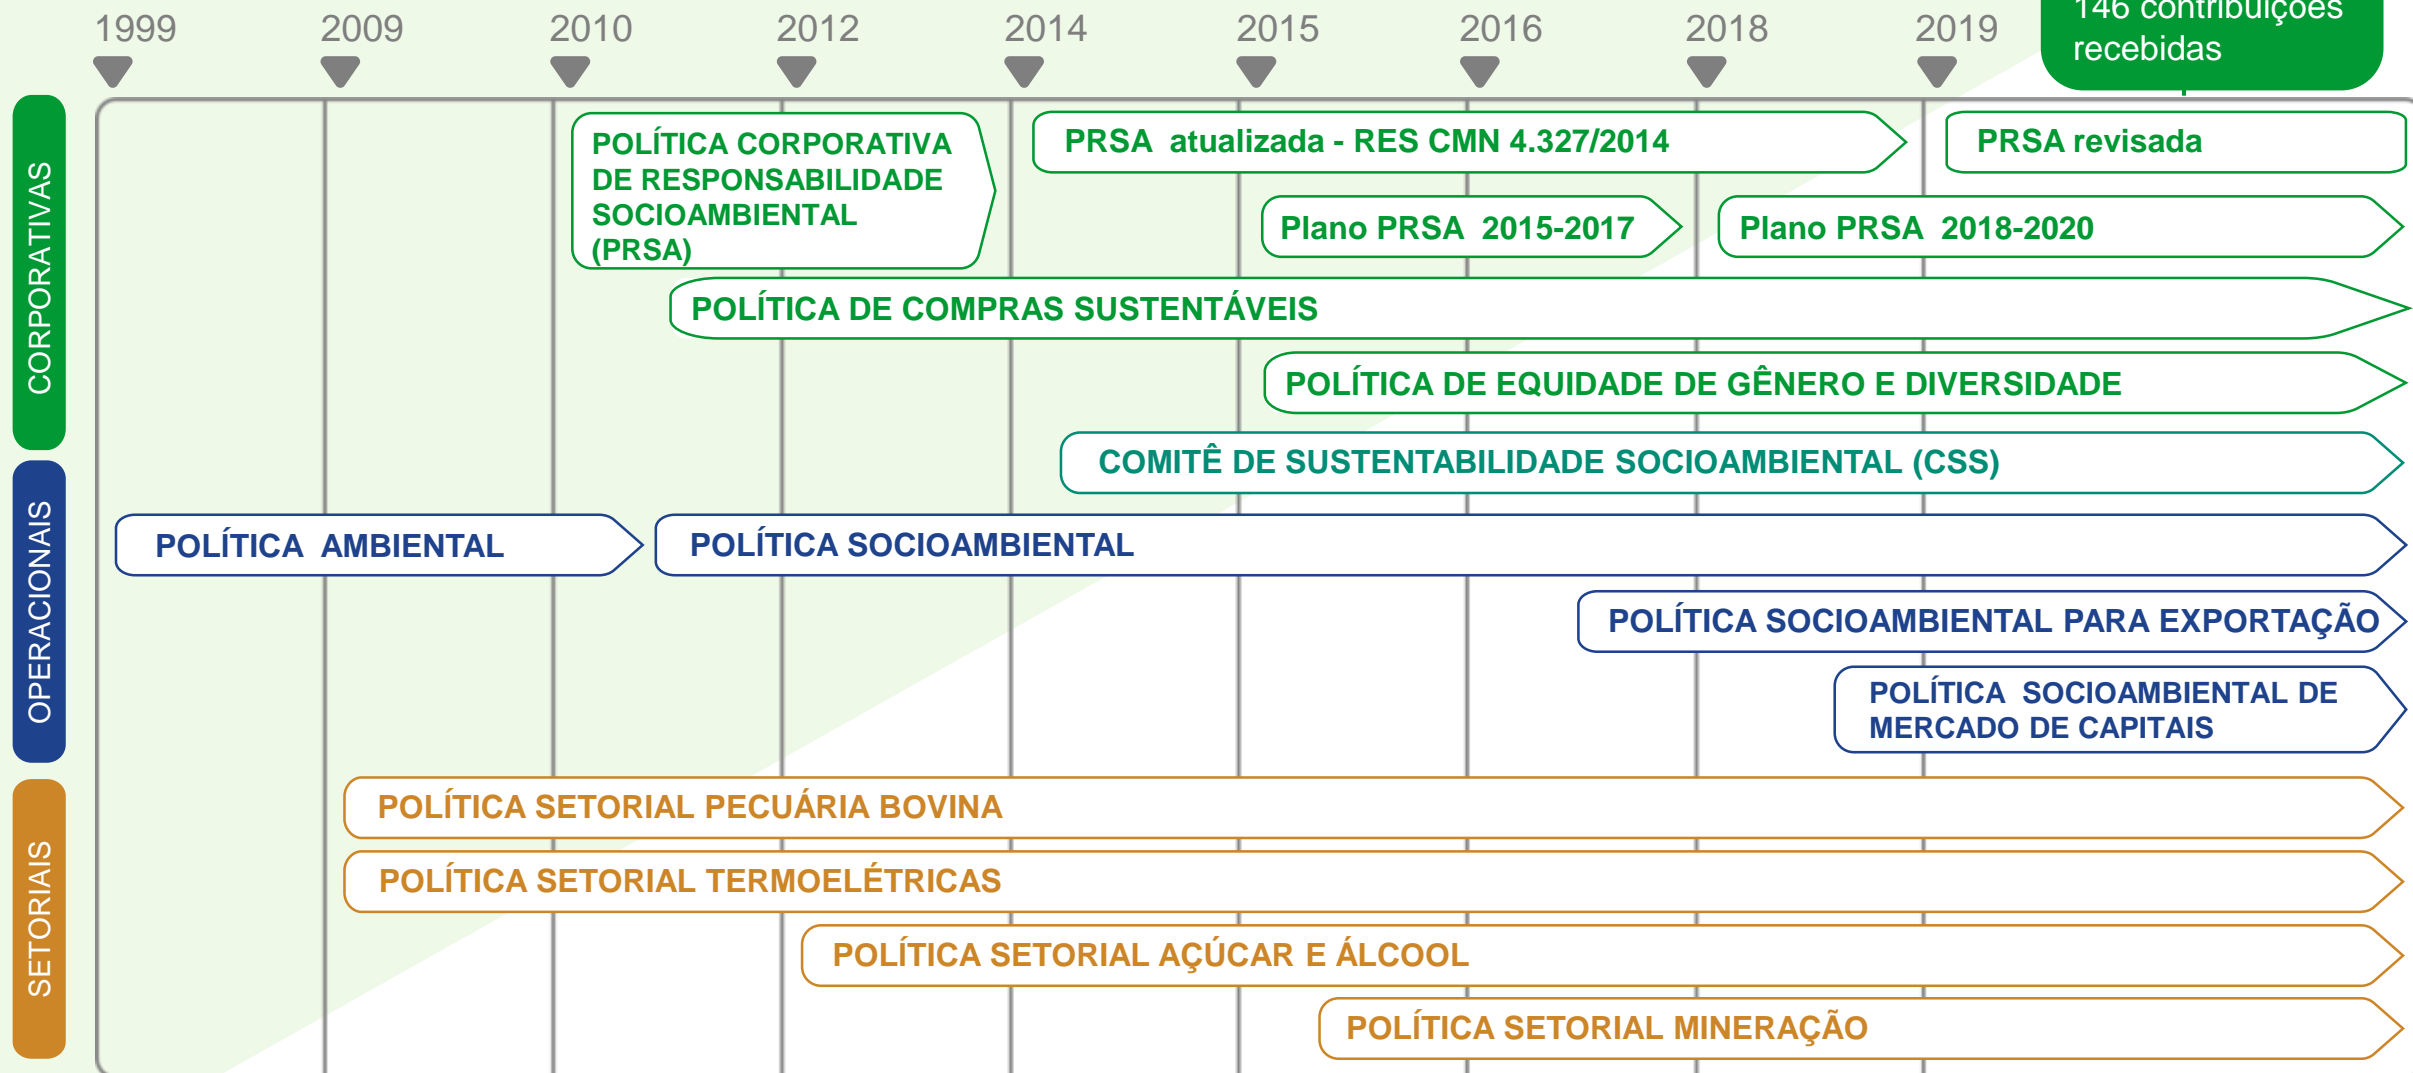 1999
2009
2010
2012
2014
2015
2016
2018
2019
146 contribuições
recebidas
CORPORATIVAS
POLÍTICA CORPORATIVA
DE RESPONSABILIDADE
SOCIOAMBIENTAL
(PRSA)
PRSA atualizada - RES CMN 4.327/2014
PRSA revisada
Plano PRSA 2015-2017
Plano PRSA 2018-2020
POLÍTICA DE COMPRAS SUSTENTÁVEIS
POLÍTICA DE EQUIDADE DE GÊNERO E DIVERSIDADE
COMITÊ DE SUSTENTABILIDADE SOCIOAMBIENTAL (CSS)
OPERACIONAIS
POLÍTICA AMBIENTAL
POLÍTICA SOCIOAMBIENTAL
POLÍTICA SOCIOAMBIENTAL PARA EXPORTAÇÃO
POLÍTICA SOCIOAMBIENTAL DE
MERCADO DE CAPITAIS
SETORIAIS
POLÍTICA SETORIAL PECUÁRIA BOVINA
POLÍTICA SETORIAL TERMOELÉTRICAS
POLÍTICA SETORIAL AÇÚCAR E ÁLCOOL
POLÍTICA SETORIAL MINERAÇÃO